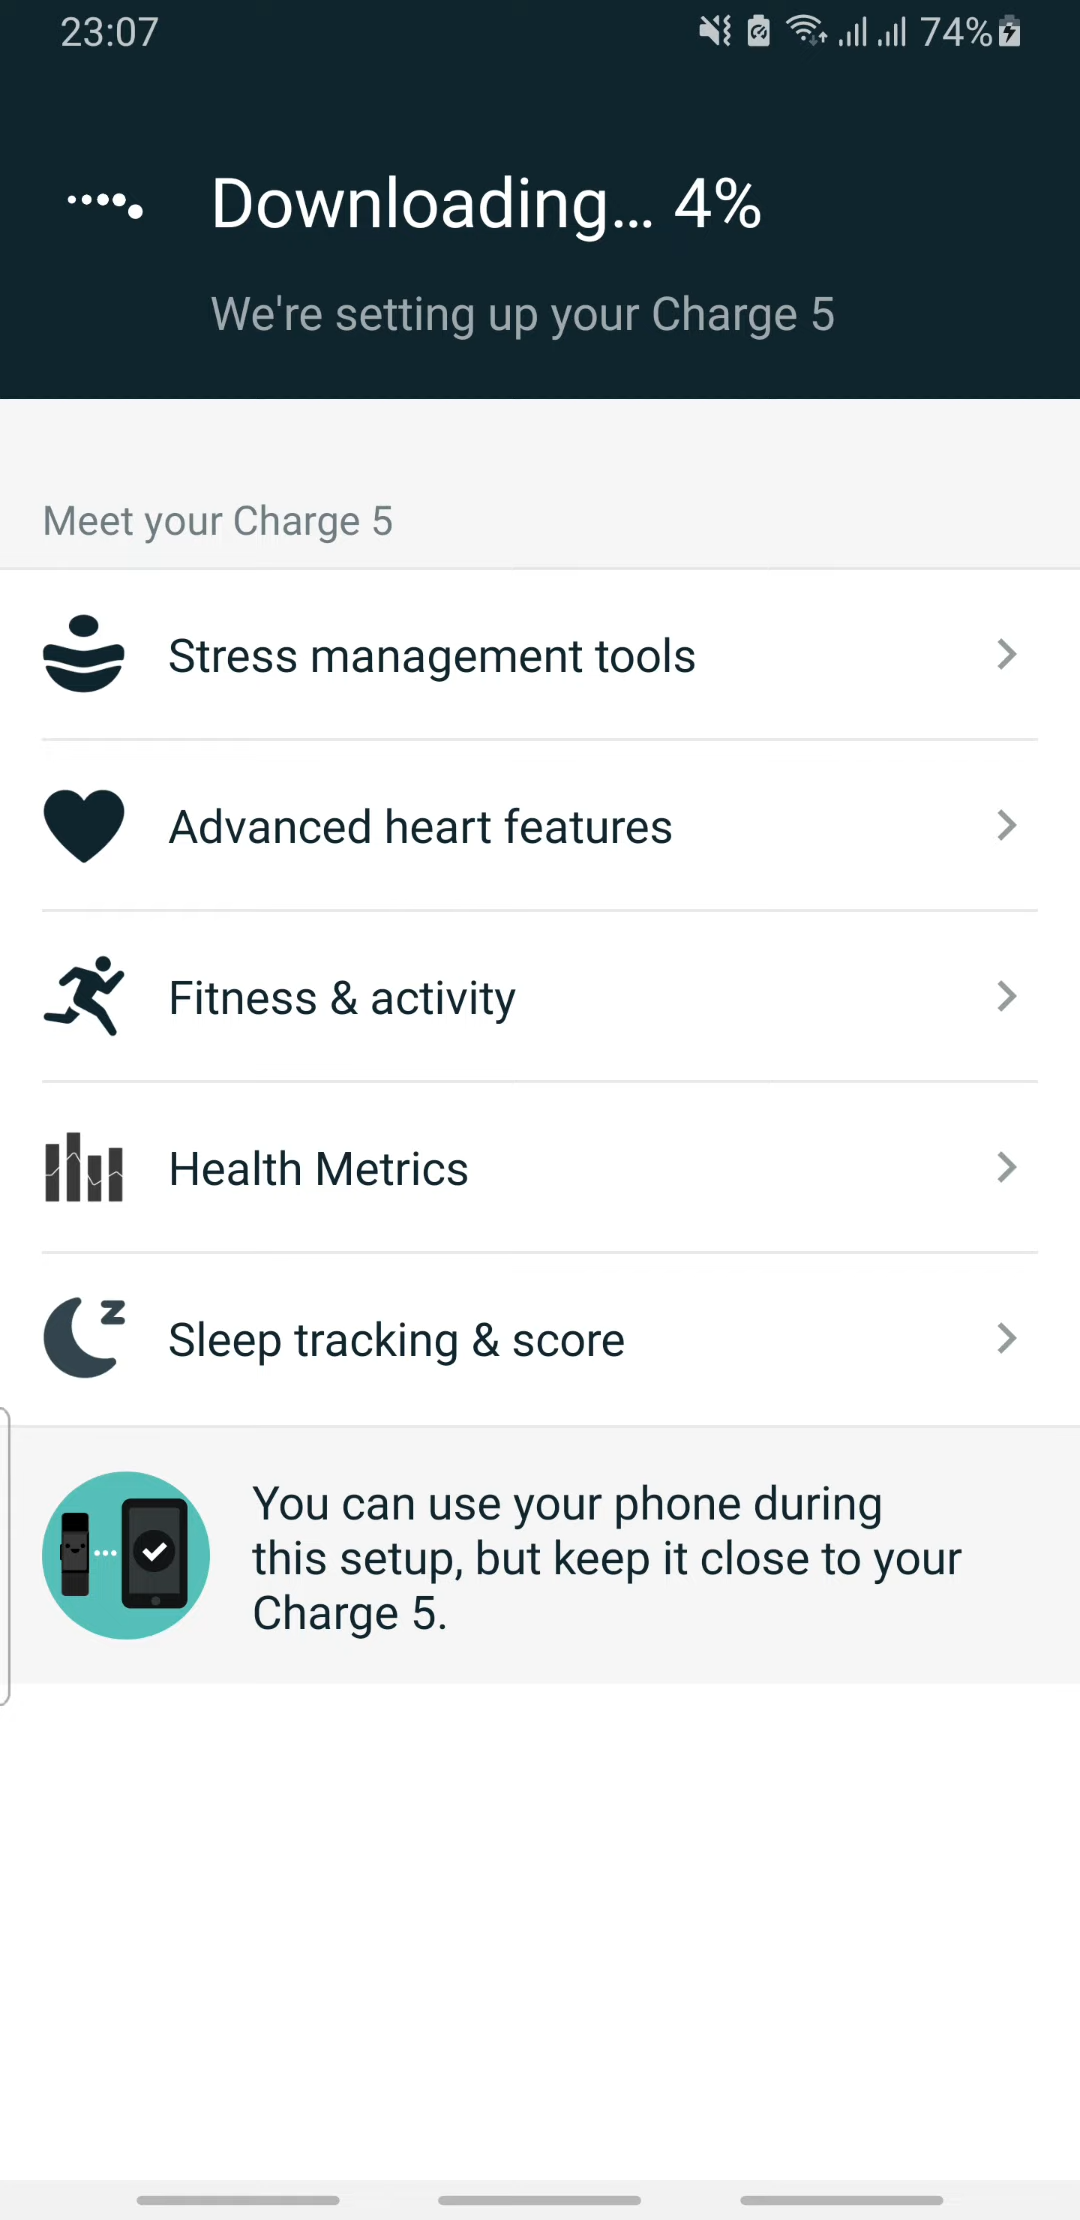 23:07 74%
Downloading... 4%
We're setting up your Charge 5
Meet your Charge 5
Stress management tools
Advanced heart features
Fitness & activity
Health Metrics
Sleep tracking & score
You can use your phone during
this setup, but keep it close to your
Charge 5.